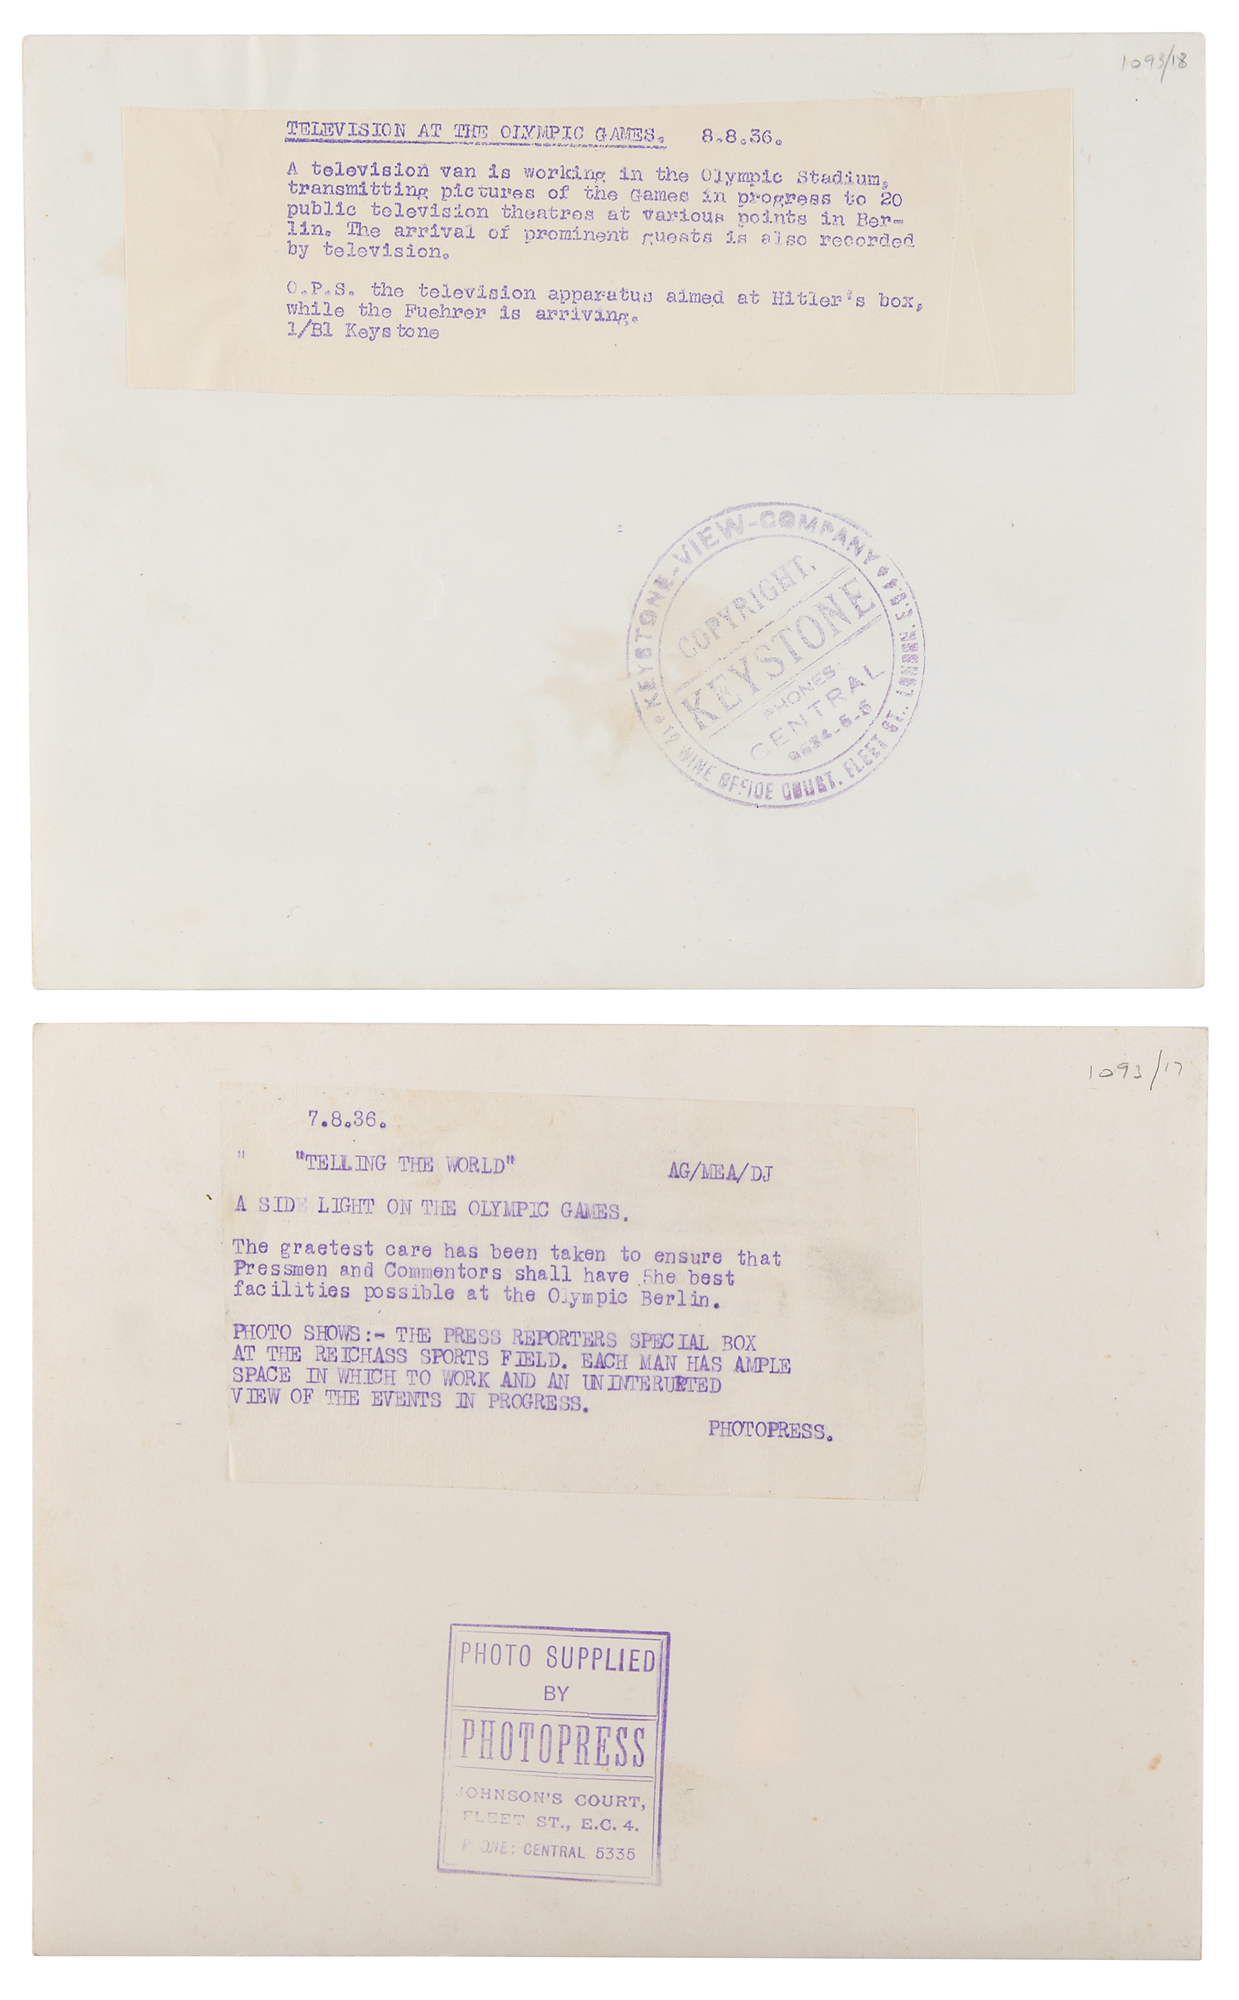 1093/18
TELEVISION AT THE OLYMPIC GAMES. 8.8.36.
A television van is working in the Olympic Stadium,
transmitting pictures of the Games in progress to 20
public television theatres at various points in Ber-
lin. The arrival of prominent guests is also recorded
by television.
O.P.S. the television apparatus aimed at Hitler's box,
while the Fuehrer is arriving.
1/Bl Keystone
KEYSTONE-VIEW-COMPANY
12 WINE OFFICE COURT. FLEET ST., LONDON. E.C.4
COPYRIGHT.
KEYSTONE
PHONES
CENTRAL
1093/17
7.8.36.
" "TELLING THE WORLD" AG/MEA/DJ
A SIDE LIGHT ON THE OLYMPIC GAMES.
The graetest care has been taken to ensure that
Pressmen and Commentors shall have 5he best
facilities possible at the Olympic Berlin.
PHOTO SHOWS:- THE PRESS REPORTERS SPECIAL BOX
AT THE REICHASS SPORTS FIELD. EACH MAN HAS AMPLE
SPACE IN WHICH TO WORK AND AN UNINTERUPTED
VIEW OF THE EVENTS IN PROGRESS.
PHOTOPRESS.
PHOTO SUPPLIED
BY
PHOTOPRESS
JOHNSON'S COURT,
FLEET ST., E.C. 4.
PHONE: CENTRAL 5335